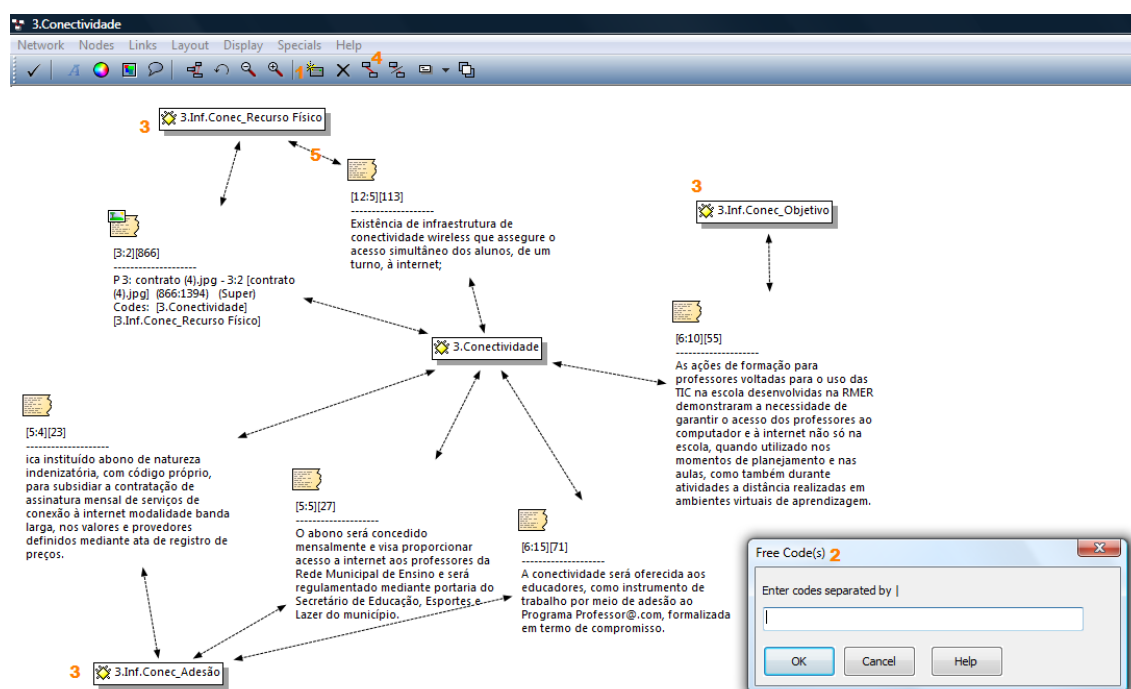 3.Conectividade
Network Nodes Links Layout Display Specials Help
A 1 4
3 3.Inf.Conec_Recurso Físico
5
[12:5][113]
--------------------
Existência de infraestrutura de
conectividade wireless que assegure o
acesso simultâneo dos alunos, de um
turno, à internet;
3
3.Inf.Conec_Objetivo
[3:2][866]
--------------------
P 3: contrato (4).jpg - 3:2 [contrato
(4).jpg] (866:1394) (Super)
Codes: [3.Conectividade]
[3.Inf.Conec_Recurso Físico]
3.Conectividade
[6:10][55]
--------------------
As ações de formação para
professores voltadas para o uso das
TIC na escola desenvolvidas na RMER
demonstraram a necessidade de
garantir o acesso dos professores ao
computador e à internet não só na
escola, quando utilizado nos
momentos de planejamento e nas
aulas, como também durante
atividades a distância realizadas em
ambientes virtuais de aprendizagem.
[5:4][23]
--------------------
ica instituído abono de natureza
indenizatória, com código próprio,
para subsidiar a contratação de
assinatura mensal de serviços de
conexão à internet modalidade banda
larga, nos valores e provedores
definidos mediante ata de registro de
preços.
[5:5][27]
--------------------
O abono será concedido
mensalmente e visa proporcionar
acesso a internet aos professores da
Rede Municipal de Ensino e será
regulamentado mediante portaria do
Secretário de Educação, Esportes e
Lazer do município.
[6:15][71]
--------------------
A conectividade será oferecida aos
educadores, como instrumento de
trabalho por meio de adesão ao
Programa Professor@.com, formalizada
em termo de compromisso.
3 3.Inf.Conec_Adesão
Free Code(s) 2
Enter codes separated by |
OK Cancel Help